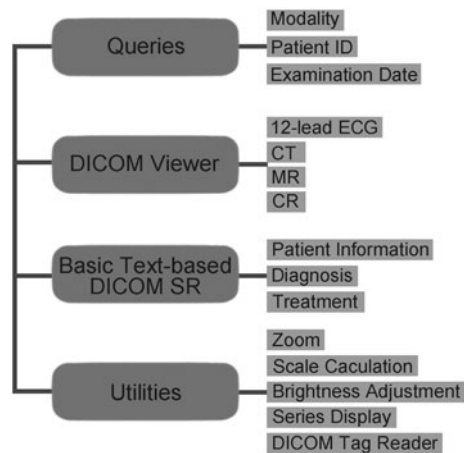 Queries
Modality
Patient ID
Examination Date
DICOM Viewer
12-lead ECG
CT
MR
CR
Basic Text-based
DICOM SR
Patient Information
Diagnosis
Treatment
Utilities
Zoom
Scale Caculation
Brightness Adjustment
Series Display
DICOM Tag Reader